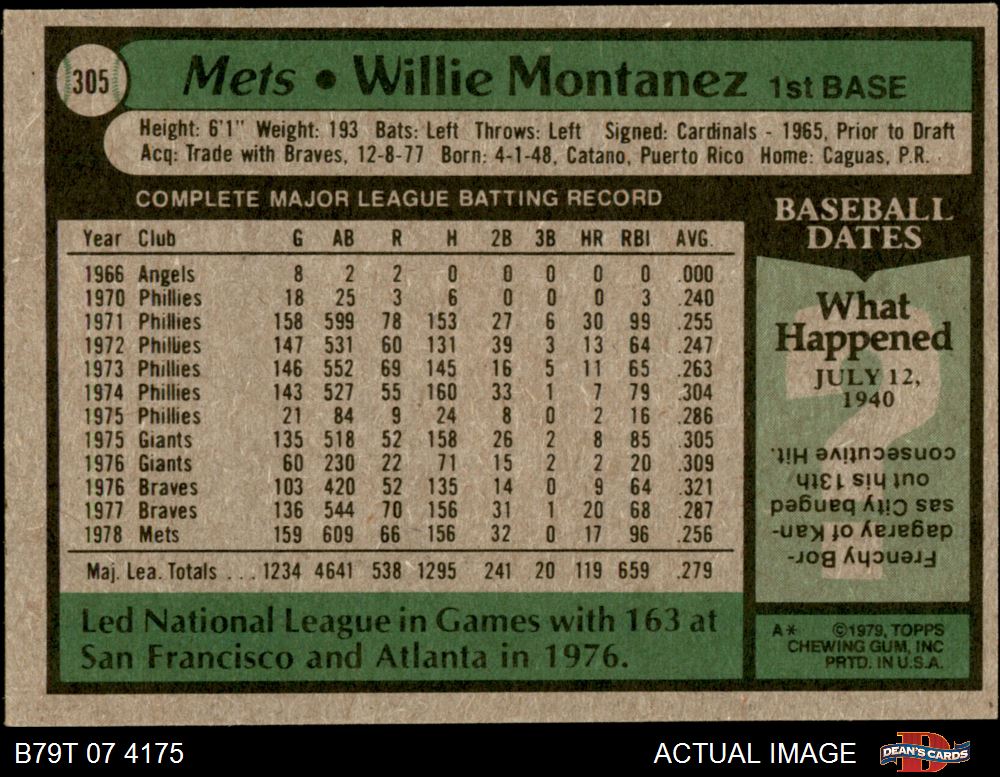 305
Mets • Willie Montanez 1st BASE
Height: 6'1" Weight: 193 Bats: Left Throws: Left Signed: Cardinals - 1965, Prior to Draft
Acq: Trade with Braves, 12-8-77 Born: 4-1-48, Catano, Puerto Rico Home: Caguas, P.R.
COMPLETE MAJOR LEAGUE BATTING RECORD
Year Club G AB R H 2B 3B HR RBI AVG.
1966 Angels 8 2 2 0 0 0 0 0 .000
1970 Phillies 18 25 3 6 0 0 0 3 .240
1971 Phillies 158 599 78 153 27 6 30 99 .255
1972 Phillies 147 531 60 131 39 3 13 64 .247
1973 Phillies 146 552 69 145 16 5 11 65 .263
1974 Phillies 143 527 55 160 33 1 7 79 .304
1975 Phillies 21 84 9 24 8 0 2 16 .286
1975 Giants 135 518 52 158 26 2 8 85 .305
1976 Giants 60 230 22 71 15 2 2 20 .309
1976 Braves 103 420 52 135 14 0 9 64 .321
1977 Braves 136 544 70 156 31 1 20 68 .287
1978 Mets 159 609 66 156 32 0 17 96 .256
Maj. Lea. Totals ... 1234 4641 538 1295 241 20 119 659 .279
Led National League in Games with 163 at
San Francisco and Atlanta in 1976.
BASEBALL
DATES
What
Happened
JULY 12,
1940
?
Frenchy Bor-
dagaray of Kan-
sas City banged
out his 13th
consecutive Hit.
A* ©1979, TOPPS
CHEWING GUM, INC
PRTD. IN U.S.A.
B79T 07 4175
ACTUAL IMAGE
D
DEAN'S CARDS